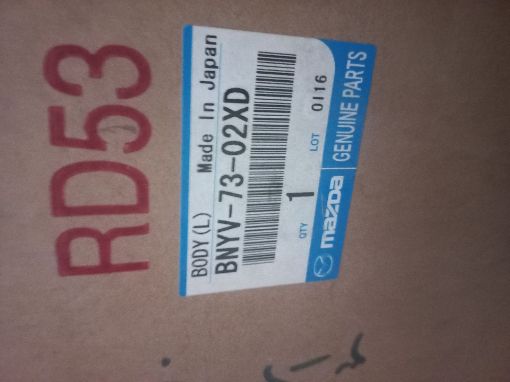 RD53
BODY(L) Made In Japan
BNYV-73-02XD
QTY 1 LOT 0116
mazda GENUINE PARTS